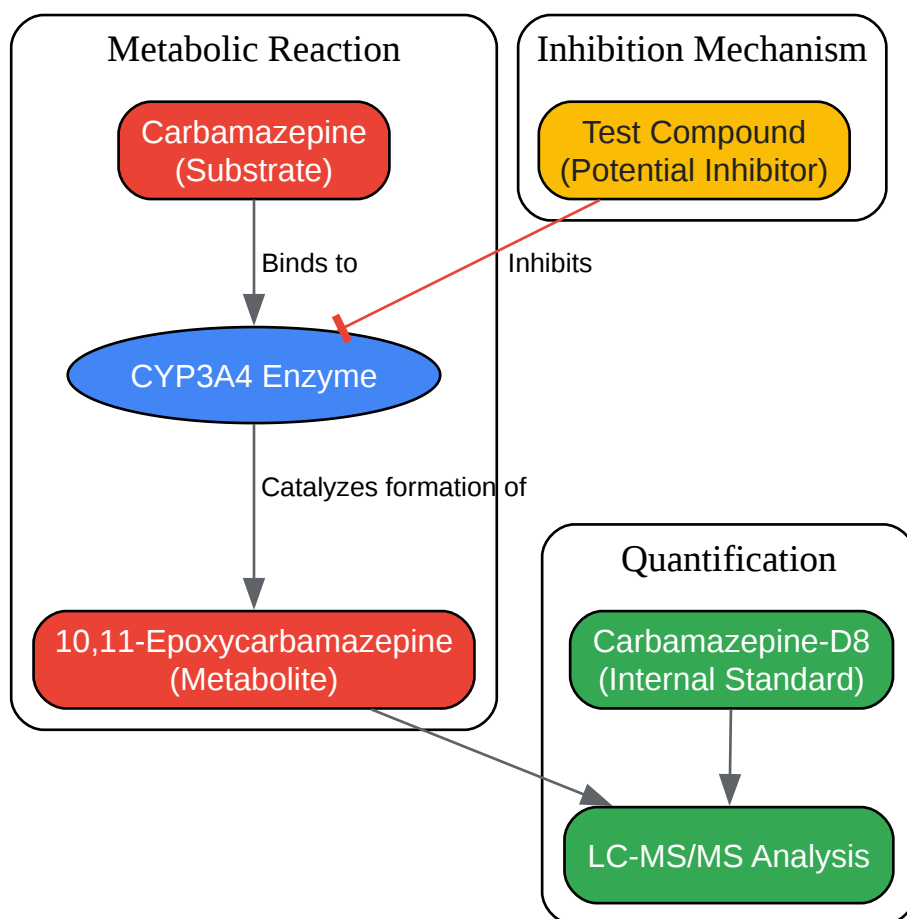 Metabolic Reaction
Inhibition Mechanism
Carbamazepine
(Substrate)
Test Compound
(Potential Inhibitor)
Binds to
Inhibits
CYP3A4 Enzyme
Catalyzes formation of
Quantification
10,11-Epoxycarbamazepine
(Metabolite)
Carbamazepine-D8
(Internal Standard)
LC-MS/MS Analysis